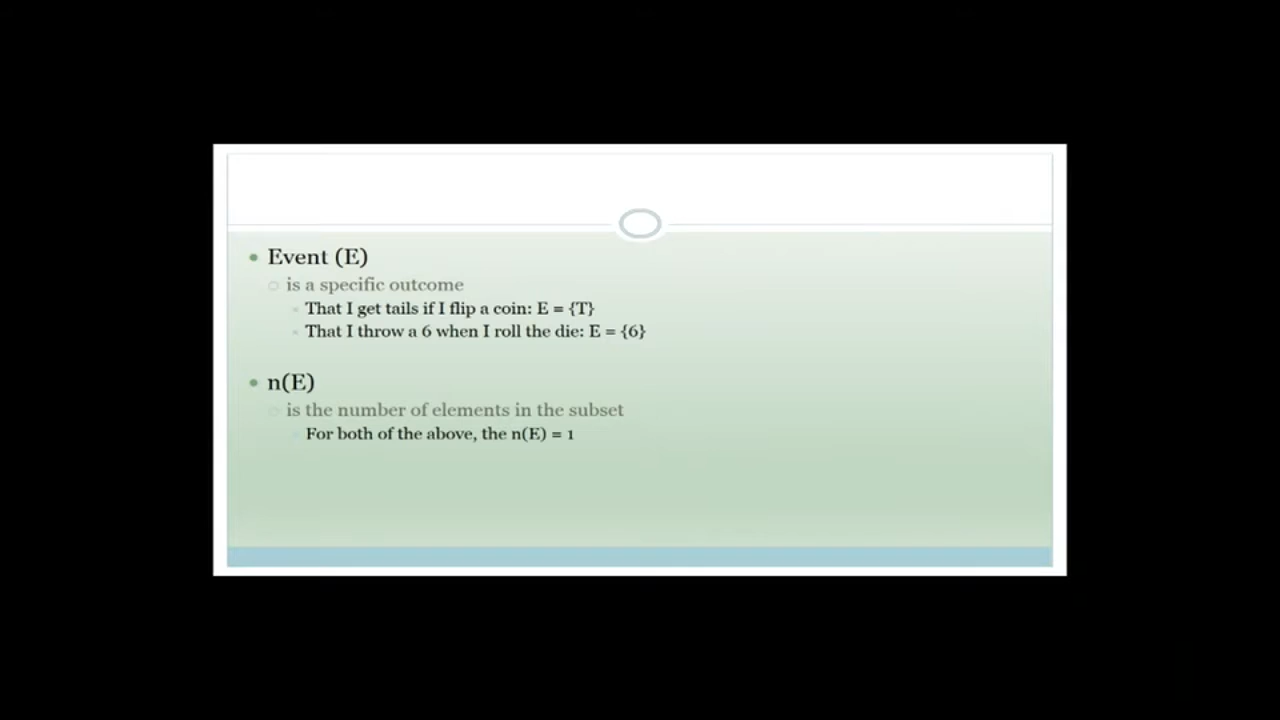 Event (E)
is a specific outcome
That I get tails if I flip a coin: E = {T}
That I throw a 6 when I roll the die: E = {6}
n(E)
is the number of elements in the subset
For both of the above, the n(E) = 1